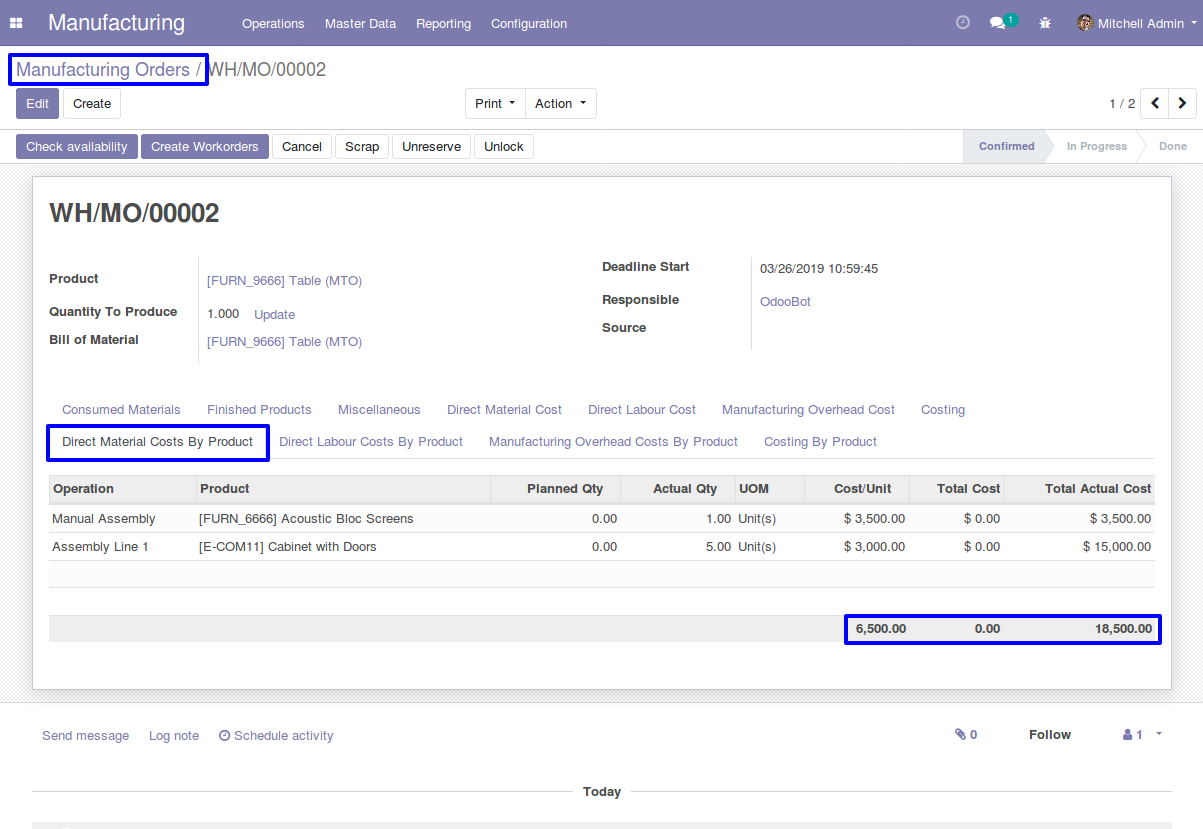 Manufacturing Operations Master Data Reporting Configuration 1 Mitchell Admin
Manufacturing Orders / WH/MO/00002
Edit Create Print Action 1 / 2
Check availability Create Workorders Cancel Scrap Unreserve Unlock Confirmed In Progress Done
WH/MO/00002
Product [FURN_9666] Table (MTO)
Quantity To Produce 1.000 Update
Bill of Material [FURN_9666] Table (MTO)
Deadline Start 03/26/2019 10:59:45
Responsible OdooBot
Source
Consumed Materials Finished Products Miscellaneous Direct Material Cost Direct Labour Cost Manufacturing Overhead Cost Costing
Direct Material Costs By Product Direct Labour Costs By Product Manufacturing Overhead Costs By Product Costing By Product
Operation Product Planned Qty Actual Qty UOM Cost/Unit Total Cost Total Actual Cost
Manual Assembly [FURN_6666] Acoustic Bloc Screens 0.00 1.00 Unit(s) $ 3,500.00 $ 0.00 $ 3,500.00
Assembly Line 1 [E-COM11] Cabinet with Doors 0.00 5.00 Unit(s) $ 3,000.00 $ 0.00 $ 15,000.00
6,500.00 0.00 18,500.00
Send message Log note Schedule activity 0 Follow 1
Today